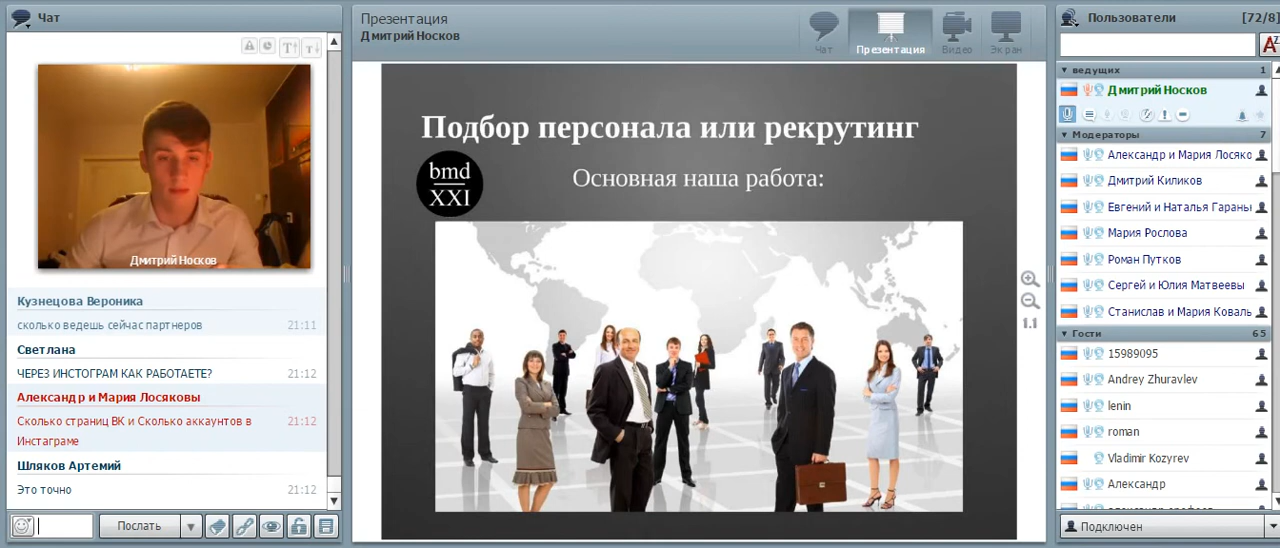 Чат
Дмитрий Носков
Кузнецова Вероника
сколько ведешь сейчас партнеров 21:11
Светлана
ЧЕРЕЗ ИНСТОГРАМ КАК РАБОТАЕТЕ? 21:12
Александр и Мария Лосяковы
Сколько страниц ВК и Сколько аккаунтов в 21:12
Инстаграме
Шляков Артемий
Это точно 21:12
Послать
Презентация
Дмитрий Носков
Чат
Презентация
Видео
Экран
Подбор персонала или рекрутинг
bmd
XXI
Основная наша работа:
1:1
Пользователи [72/8]
ведущих 1
Дмитрий Носков
Модераторы 7
Александр и Мария Лосяко
Дмитрий Киликов
Евгений и Наталья Гараны
Мария Рослова
Роман Путков
Сергей и Юлия Матвеевы
Станислав и Мария Коваль
Гости 65
15989095
Andrey Zhuravlev
lenin
roman
Vladimir Kozyrev
Александр
Подключен